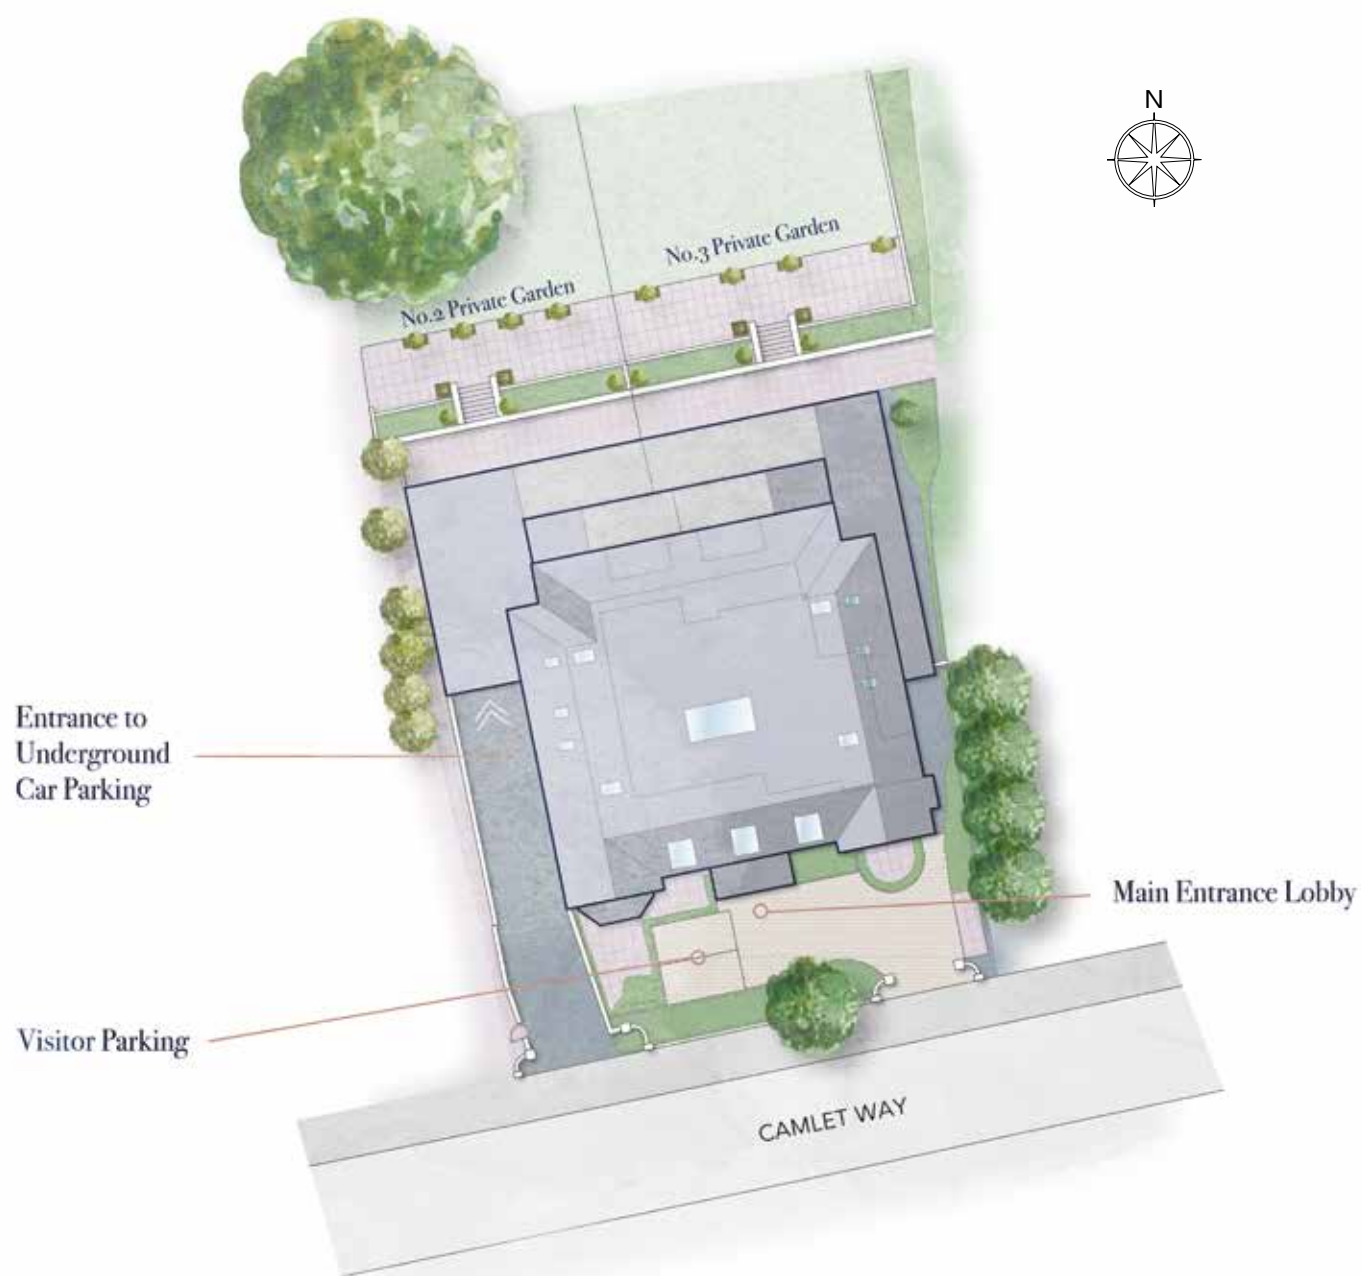 N
No.3 Private Garden
No.2 Private Garden
Entrance to
Underground
Car Parking
Main Entrance Lobby
Visitor Parking
CAMLET WAY